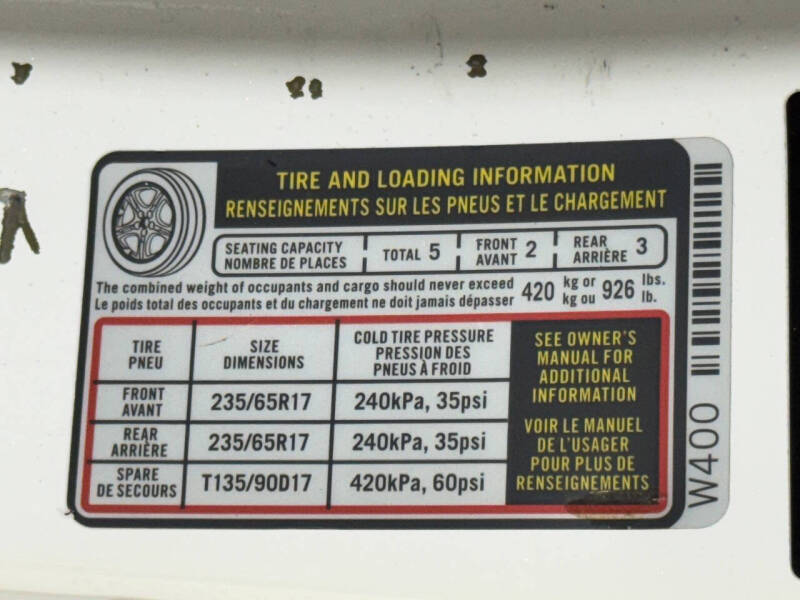 TIRE AND LOADING INFORMATION
RENSEIGNEMENTS SUR LES PNEUS ET LE CHARGEMENT
SEATING CAPACITY
NOMBRE DE PLACES
TOTAL 5
FRONT
AVANT 2
REAR
ARRIÈRE 3
The combined weight of occupants and cargo should never exceed
Le poids total des occupants et du chargement ne doit jamais dépasser
420 kg or
kg ou 926 lbs.
lb.
TIRE
PNEU
SIZE
DIMENSIONS
COLD TIRE PRESSURE
PRESSION DES
PNEUS À FROID
FRONT
AVANT
235/65R17
240kPa, 35psi
REAR
ARRIÈRE
235/65R17
240kPa, 35psi
SPARE
DE SECOURS
T135/90D17
420kPa, 60psi
SEE OWNER'S
MANUAL FOR
ADDITIONAL
INFORMATION
VOIR LE MANUEL
DE L'USAGER
POUR PLUS DE
RENSEIGNEMENTS
W400